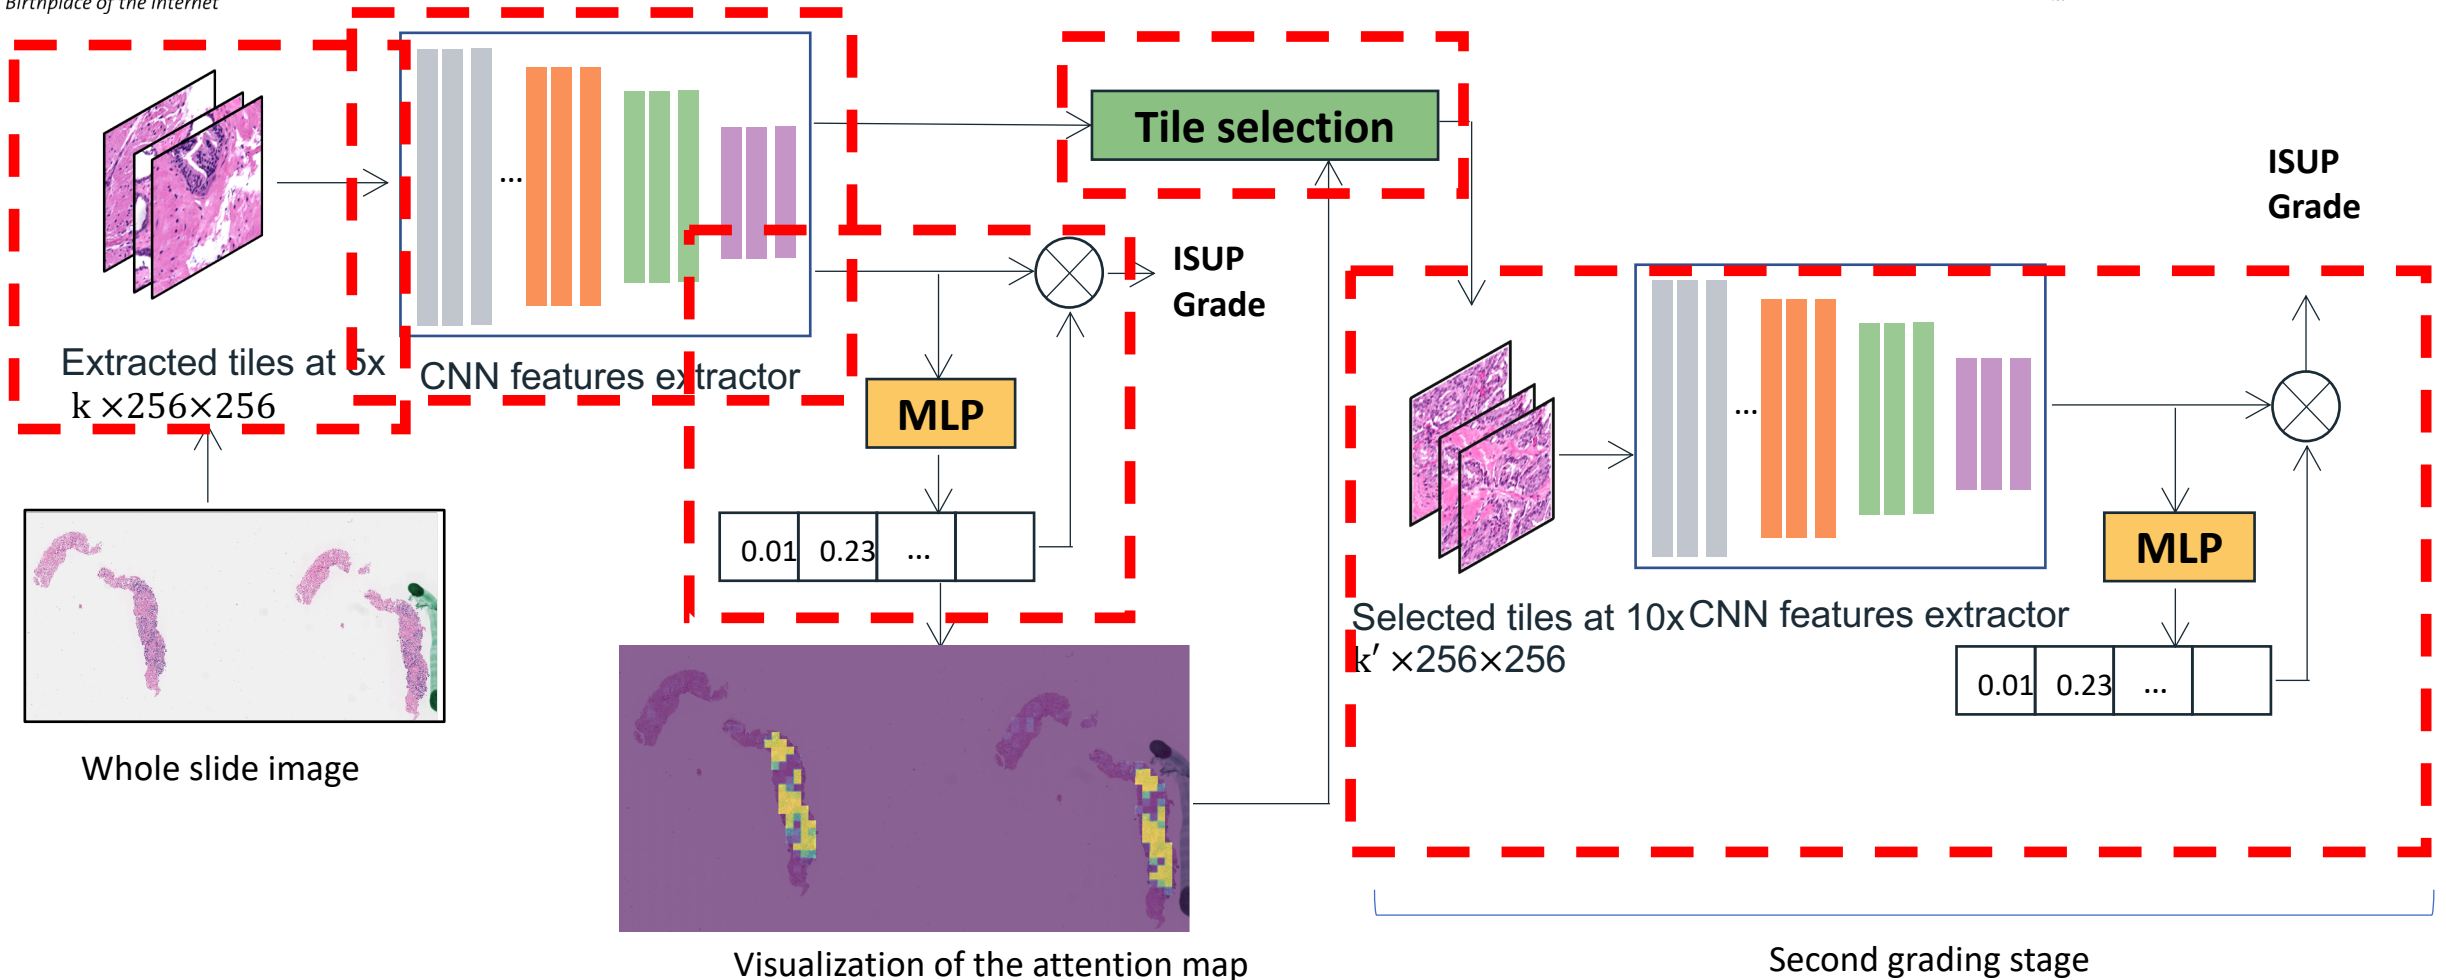 Birthplace of the Internet
Extracted tiles at 5x
k ×256×256
Whole slide image
...
CNN features extractor
Tile selection
ISUP
Grade
MLP
0.01 0.23 ...
Visualization of the attention map
ISUP
Grade
...
Selected tiles at 10x
k′ ×256×256
CNN features extractor
MLP
0.01 0.23 ...
Second grading stage